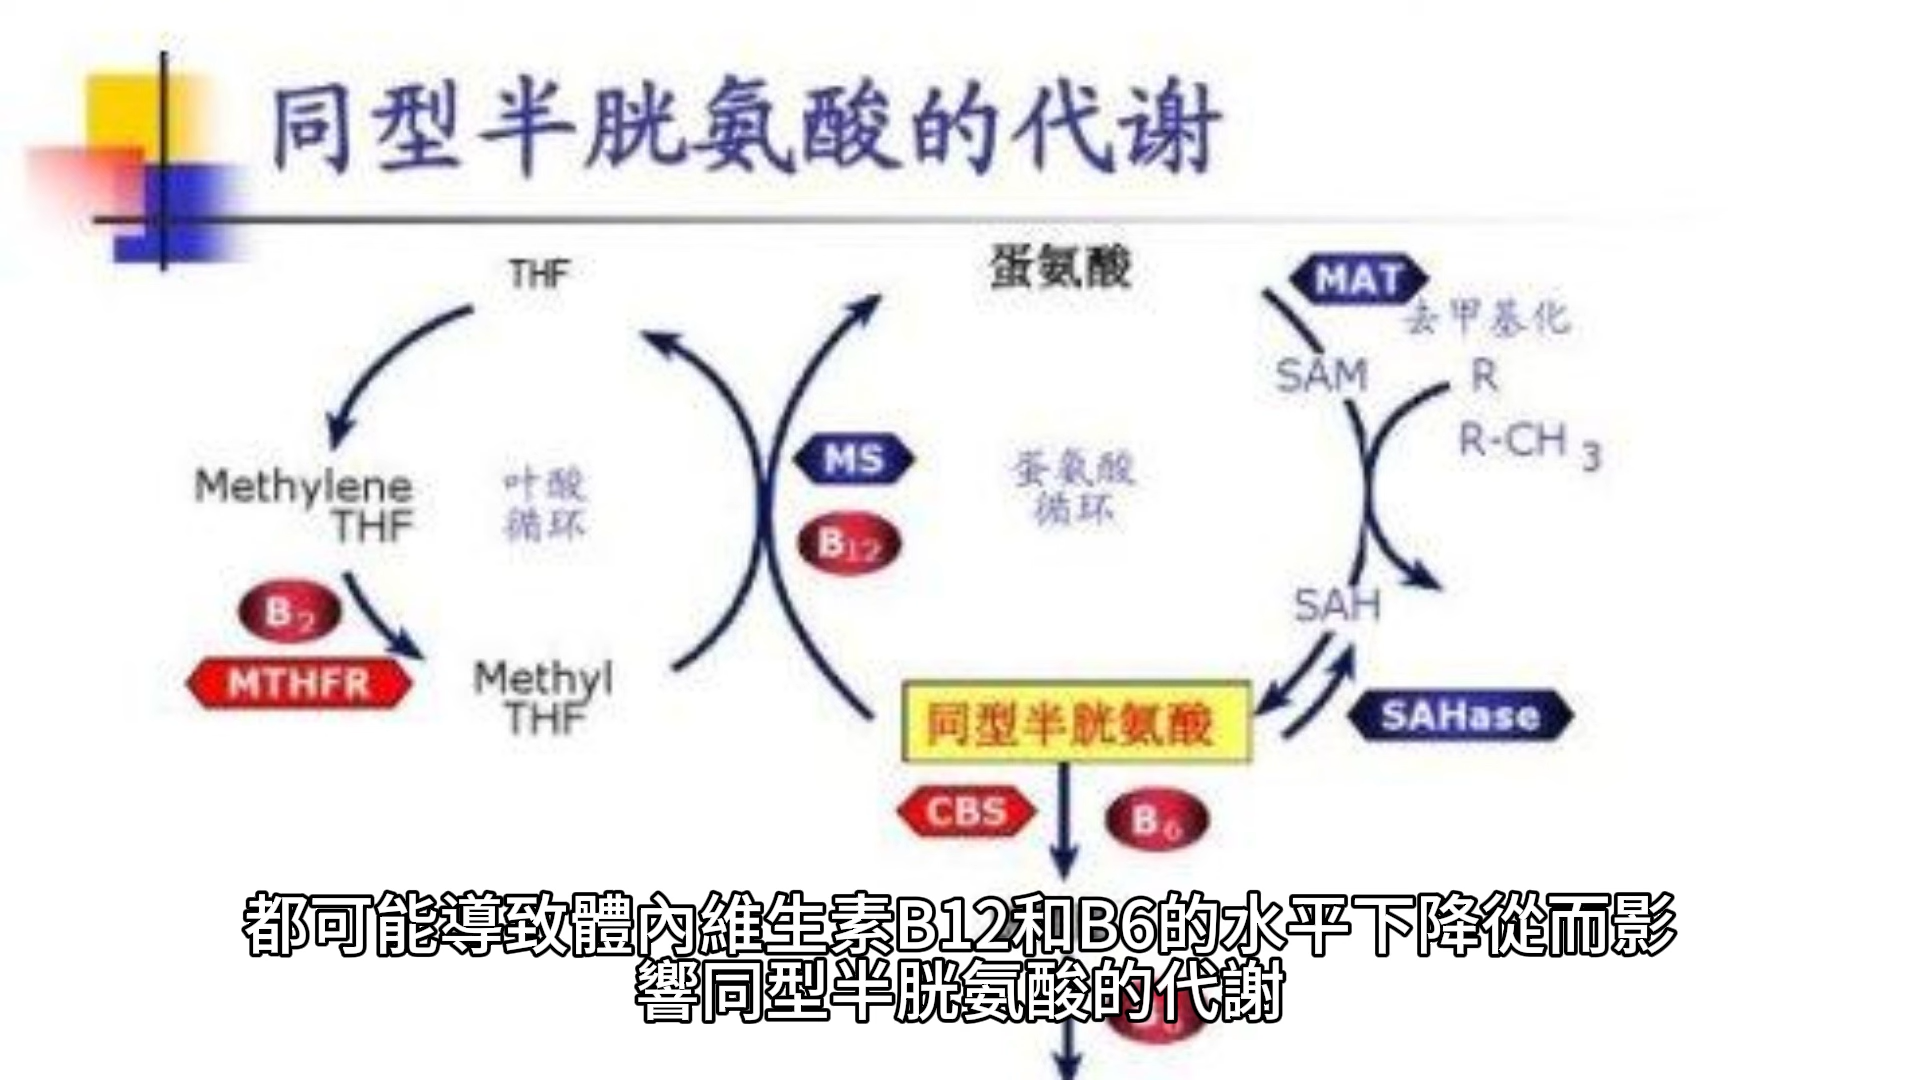 同型半胱氨酸的代谢
THF
蛋氨酸
MAT
去甲基化
SAM
R
R-CH 3
Methylene
THF
叶酸
循环
MS
B12
蛋氨酸
循环
B2
MTHFR
Methyl
THF
SAH
同型半胱氨酸
SAHase
CBS
B6
都可能導致體內維生素B12和B6的水平下降從而影
響同型半胱氨酸的代謝